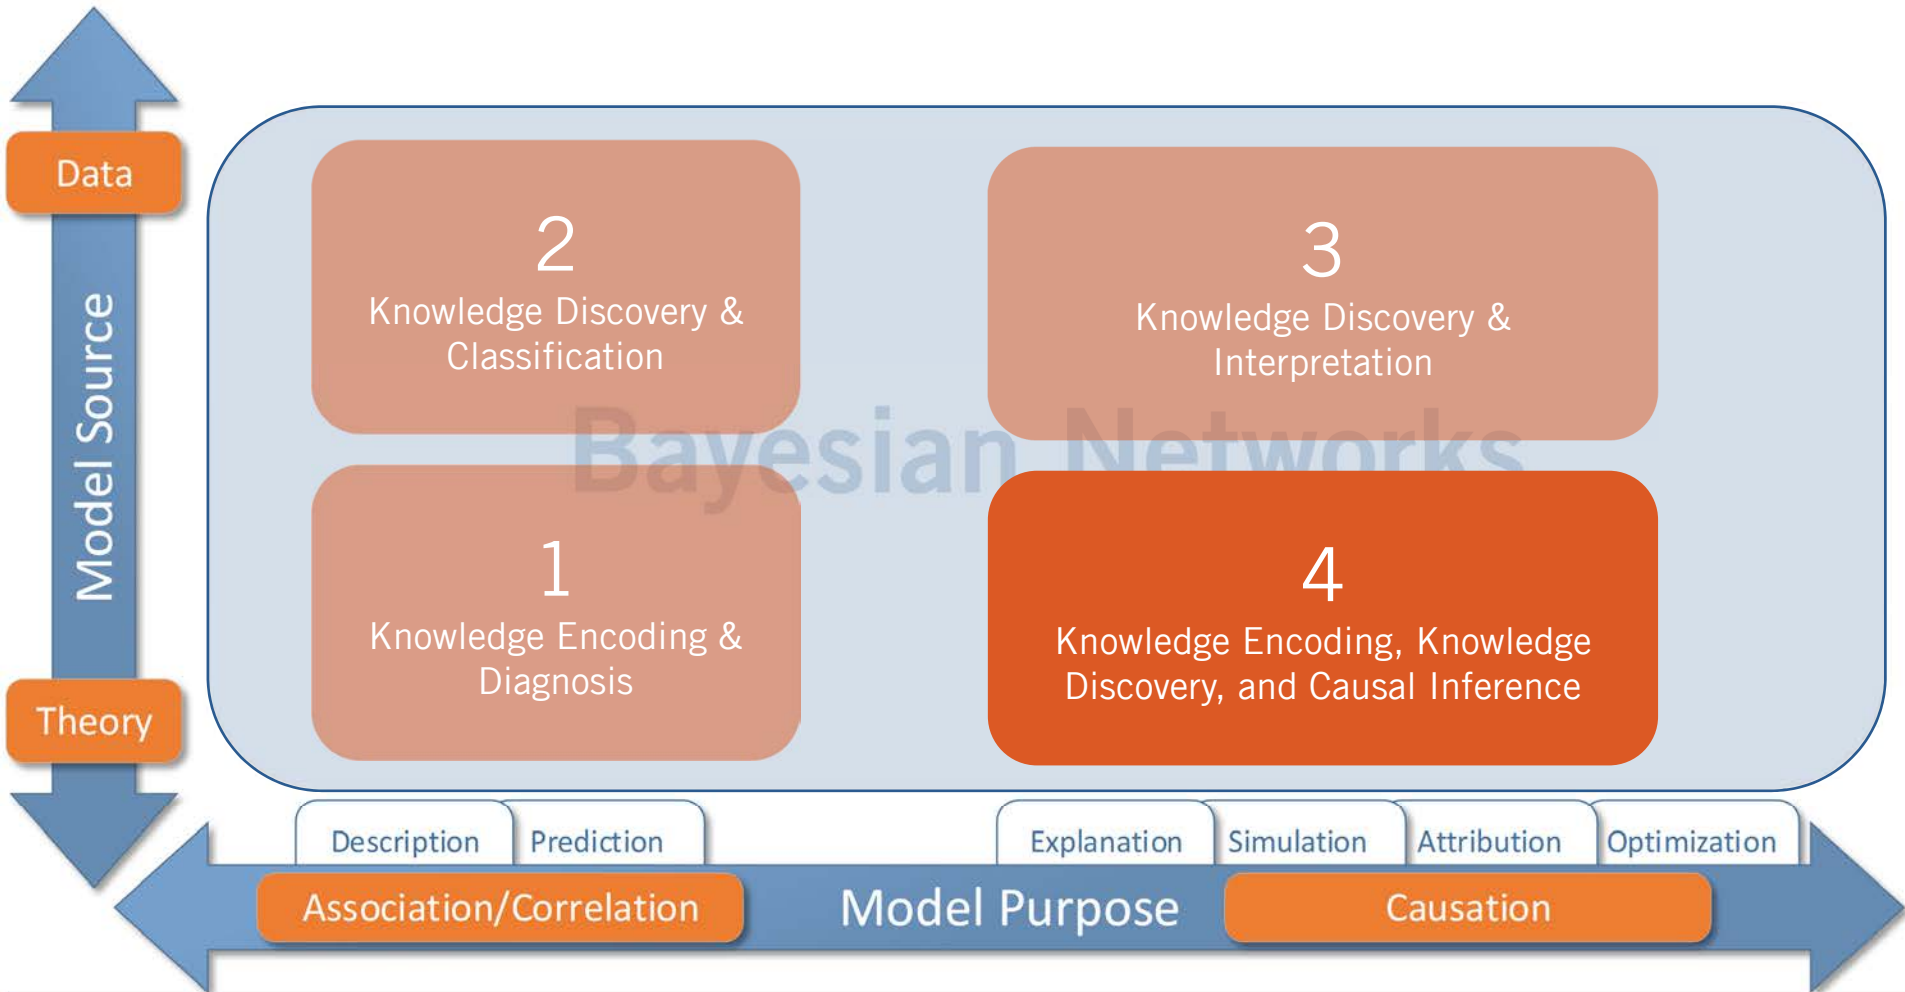 Data
Model Source
Theory
2
Knowledge Discovery &
Classification
3
Knowledge Discovery &
Interpretation
Bayesian Networks
1
Knowledge Encoding &
Diagnosis
4
Knowledge Encoding, Knowledge
Discovery, and Causal Inference
Description
Prediction
Explanation
Simulation
Attribution
Optimization
Association/Correlation
Model Purpose
Causation